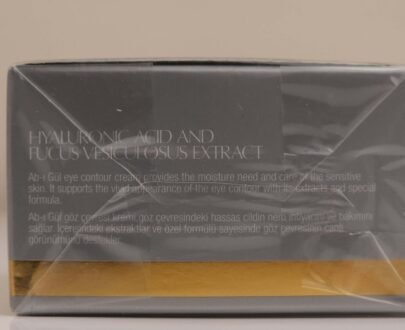 HYALURONIC ACID AND
FUCUS VESICULOSUS EXTRACT
Ab-ı Gül eye contour cream provides the moisture need and care of the sensitive
skin. It supports the vivid appearance of the eye contour with its extracts and special
formula.
Ab-ı Gül göz çevresi kremi göz çevresindeki hassas cildin nem ihtiyacını ve bakımını
sağlar. İçerisindeki ekstraklar ve özel formülü sayesinde göz çevresinin canlı
görünümünü destekler.